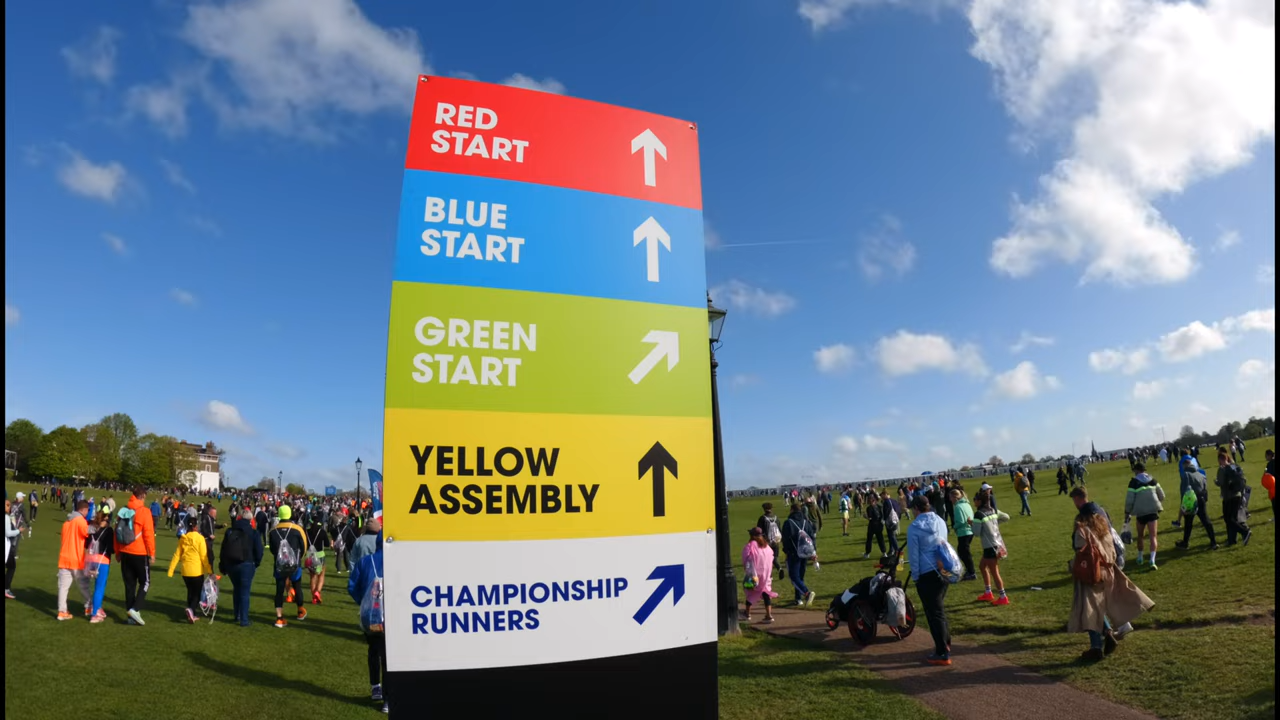 RED
START
BLUE
START
GREEN
START
YELLOW
ASSEMBLY
CHAMPIONSHIP
RUNNERS